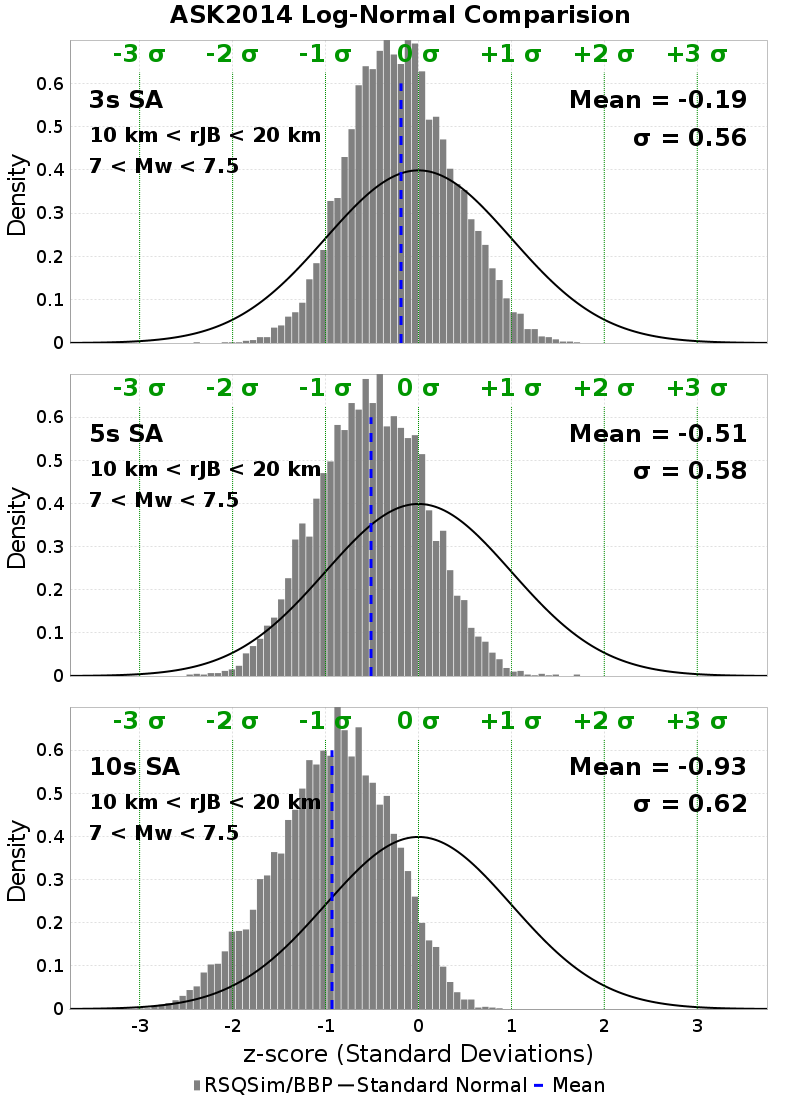 ASK2014 Log-Normal Comparision
-3 σ -2 σ -1 σ 0 σ +1 σ +2 σ +3 σ
3s SA
Mean = -0.19
10 km < rJB < 20 km
σ = 0.56
7 < Mw < 7.5
Density
0.6
0.5
0.4
0.3
0.2
0.1
0
-3 σ -2 σ -1 σ 0 σ +1 σ +2 σ +3 σ
5s SA
Mean = -0.51
10 km < rJB < 20 km
σ = 0.58
7 < Mw < 7.5
Density
0.6
0.5
0.4
0.3
0.2
0.1
0
-3 σ -2 σ -1 σ 0 σ +1 σ +2 σ +3 σ
10s SA
Mean = -0.93
10 km < rJB < 20 km
σ = 0.62
7 < Mw < 7.5
Density
0.6
0.5
0.4
0.3
0.2
0.1
0
-3 -2 -1 0 1 2 3
z-score (Standard Deviations)
RSQSim/BBP Standard Normal Mean